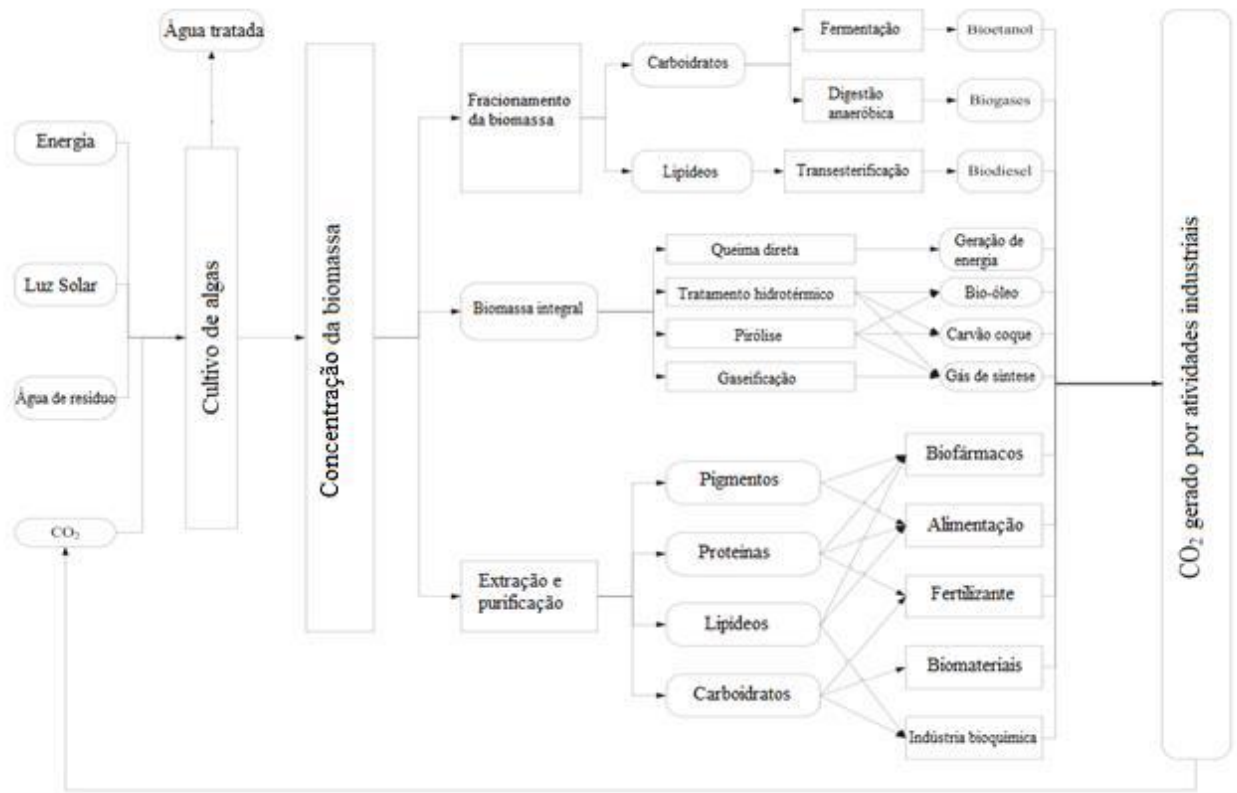 Água tratada
Energia
Luz Solar
Água de resíduo
CO₂
Cultivo de algas
Concentração da biomassa
Fracionamento
da biomassa
Carboidratos
Fermentação
Bioetanol
Digestão
anaeróbica
Biogases
Lipídeos
Transesterificação
Biodiesel
Biomassa integral
Queima direta
Geração de
energia
Tratamento hidrotérmico
Bio-óleo
Pirólise
Carvão coque
Gaseificação
Gás de síntese
Extração e
purificação
Pigmentos
Proteínas
Lipídeos
Carboidratos
Biofármacos
Alimentação
Fertilizante
Biomateriais
Indústria bioquímica
CO₂ gerado por atividades industriais